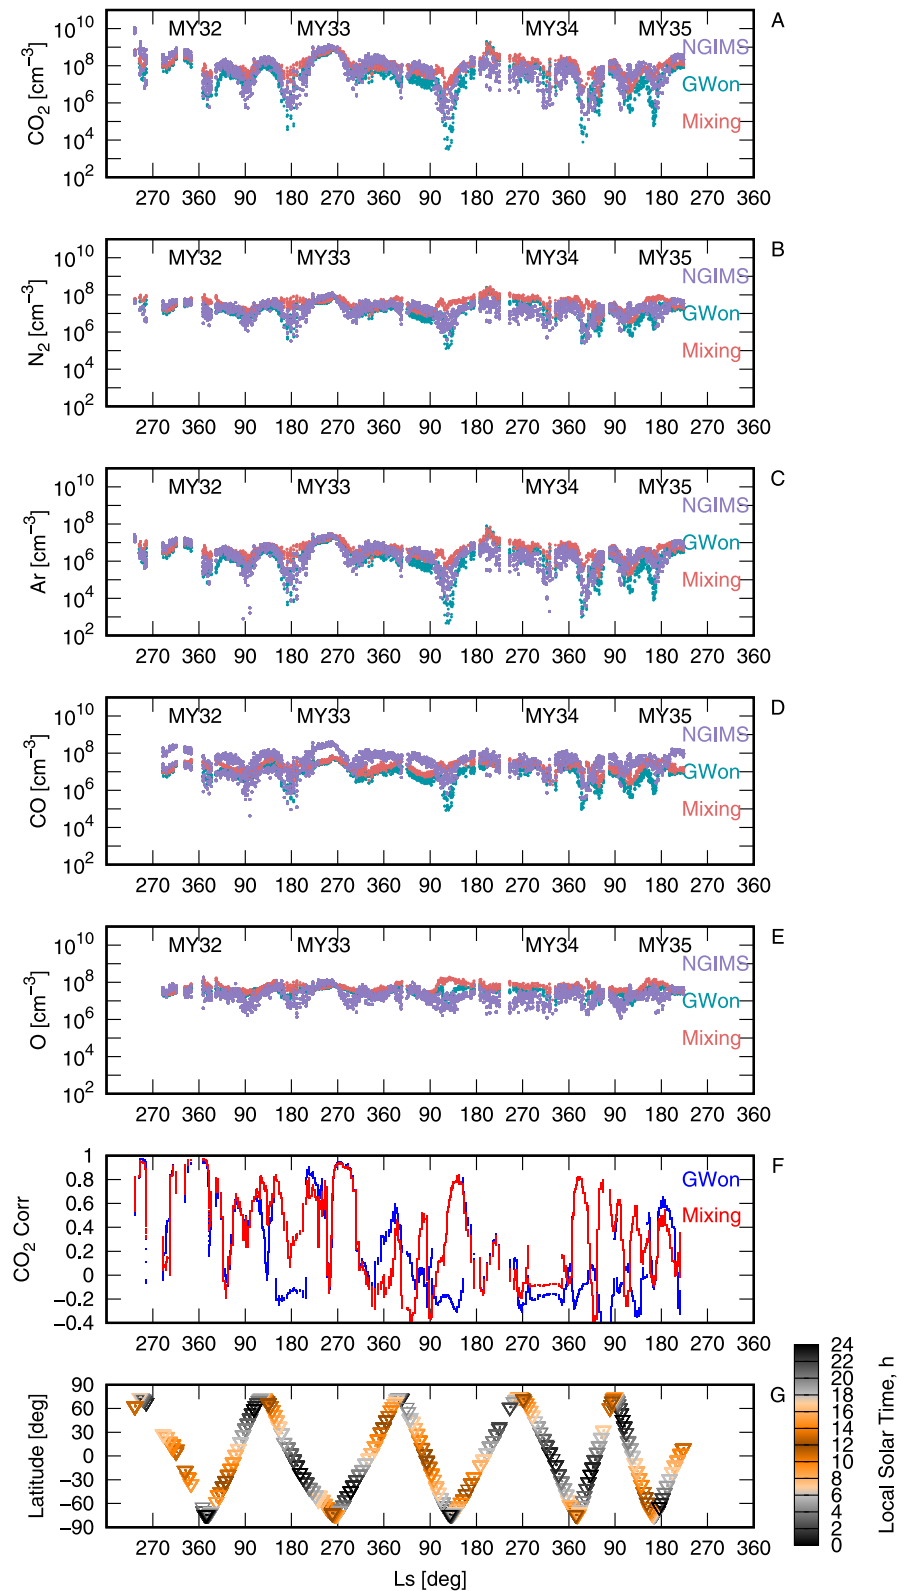 A
MY32 MY33 MY34 MY35
NGIMS
GWon
Mixing
CO2 [cm−3]
10^10
10^8
10^6
10^4
10^2
270 360 90 180 270 360 90 180 270 360 90 180 270 360
B
MY32 MY33 MY34 MY35
NGIMS
GWon
Mixing
N2 [cm−3]
10^10
10^8
10^6
10^4
10^2
270 360 90 180 270 360 90 180 270 360 90 180 270 360
C
MY32 MY33 MY34 MY35
NGIMS
GWon
Mixing
Ar [cm−3]
10^10
10^8
10^6
10^4
10^2
270 360 90 180 270 360 90 180 270 360 90 180 270 360
D
MY32 MY33 MY34 MY35
NGIMS
GWon
Mixing
CO [cm−3]
10^10
10^8
10^6
10^4
10^2
270 360 90 180 270 360 90 180 270 360 90 180 270 360
E
MY32 MY33 MY34 MY35
NGIMS
GWon
Mixing
O [cm−3]
10^10
10^8
10^6
10^4
10^2
270 360 90 180 270 360 90 180 270 360 90 180 270 360
F
GWon
Mixing
CO2 Corr
1
0.8
0.6
0.4
0.2
0
−0.2
−0.4
270 360 90 180 270 360 90 180 270 360 90 180 270 360
G
Latitude [deg]
90
60
30
0
−30
−60
−90
270 360 90 180 270 360 90 180 270 360 90 180 270 360
Ls [deg]
24
22
20
18
16
14
12
10
8
6
4
2
0
Local Solar Time, h